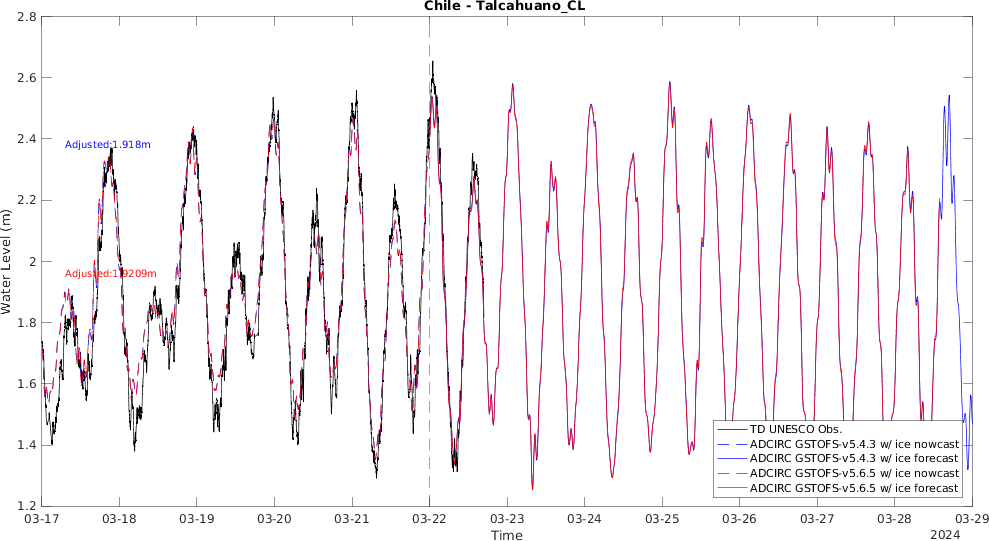 Chile - Talcahuano_CL
2.8
2.6
2.4
2.2
2
1.8
1.6
1.4
1.2
Water Level (m)
Adjusted:1.918m
Adjusted:1.9209m
TD UNESCO Obs.
ADCIRC GSTOFS-v5.4.3 w/ ice nowcast
ADCIRC GSTOFS-v5.4.3 w/ ice forecast
ADCIRC GSTOFS-v5.6.5 w/ ice nowcast
ADCIRC GSTOFS-v5.6.5 w/ ice forecast
03-17 03-18 03-19 03-20 03-21 03-22 03-23 03-24 03-25 03-26 03-27 03-28 03-29
Time
2024